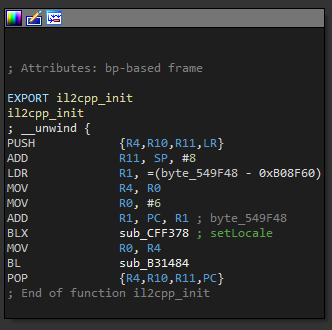 ; Attributes: bp-based frame
EXPORT il2cpp_init
il2cpp_init
; __unwind {
PUSH {R4,R10,R11,LR}
ADD R11, SP, #8
LDR R1, =(byte_549F48 - 0xB08F60)
MOV R4, R0
MOV R0, #6
ADD R1, PC, R1 ; byte_549F48
BLX sub_CFF378 ; setLocale
MOV R0, R4
BL sub_B31484
POP {R4,R10,R11,PC}
; End of function il2cpp_init